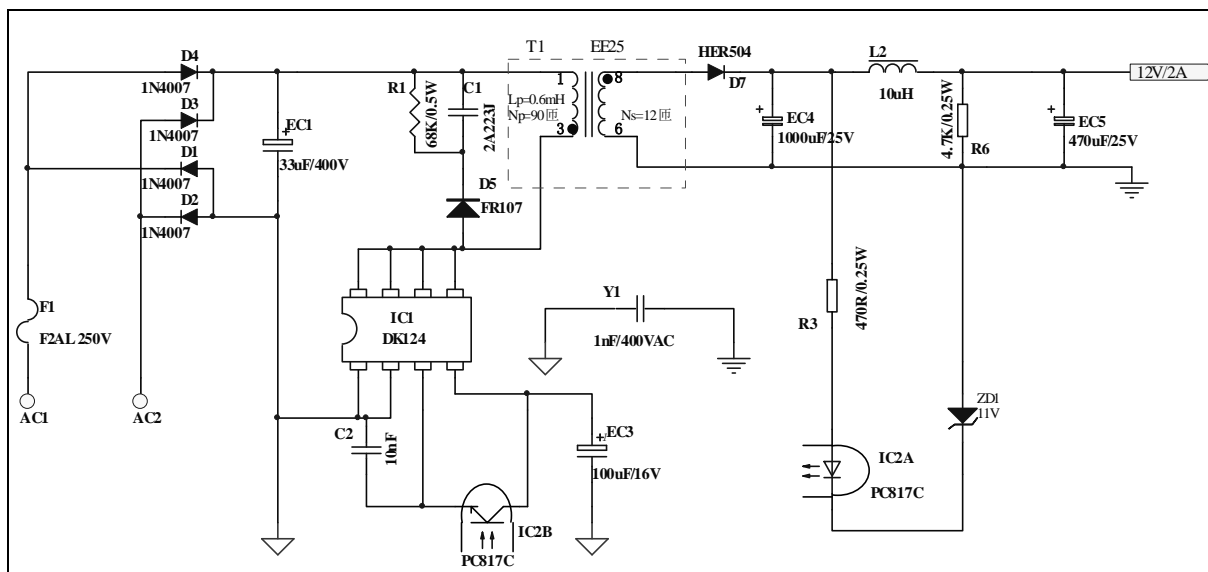 D4
1N4007
D3
1N4007
D1
1N4007
D2
1N4007
EC1
+
33uF/400V
R1
68K/0.5W
C1
2A223J
D5
FR107
T1
EE25
1
8
Lp=0.6mH
Np=90匝
3
Ns=12匝
6
HER504
D7
L2
10uH
12V/2A
+
EC4
1000uF/25V
4.7K/0.25W
R6
+
EC5
470uF/25V
F1
F2AL 250V
AC1
AC2
IC1
DK124
Y1
1nF/400VAC
R3
470R/0.25W
C2
10nF
+
EC3
100uF/16V
IC2B
PC817C
IC2A
PC817C
ZD1
11V